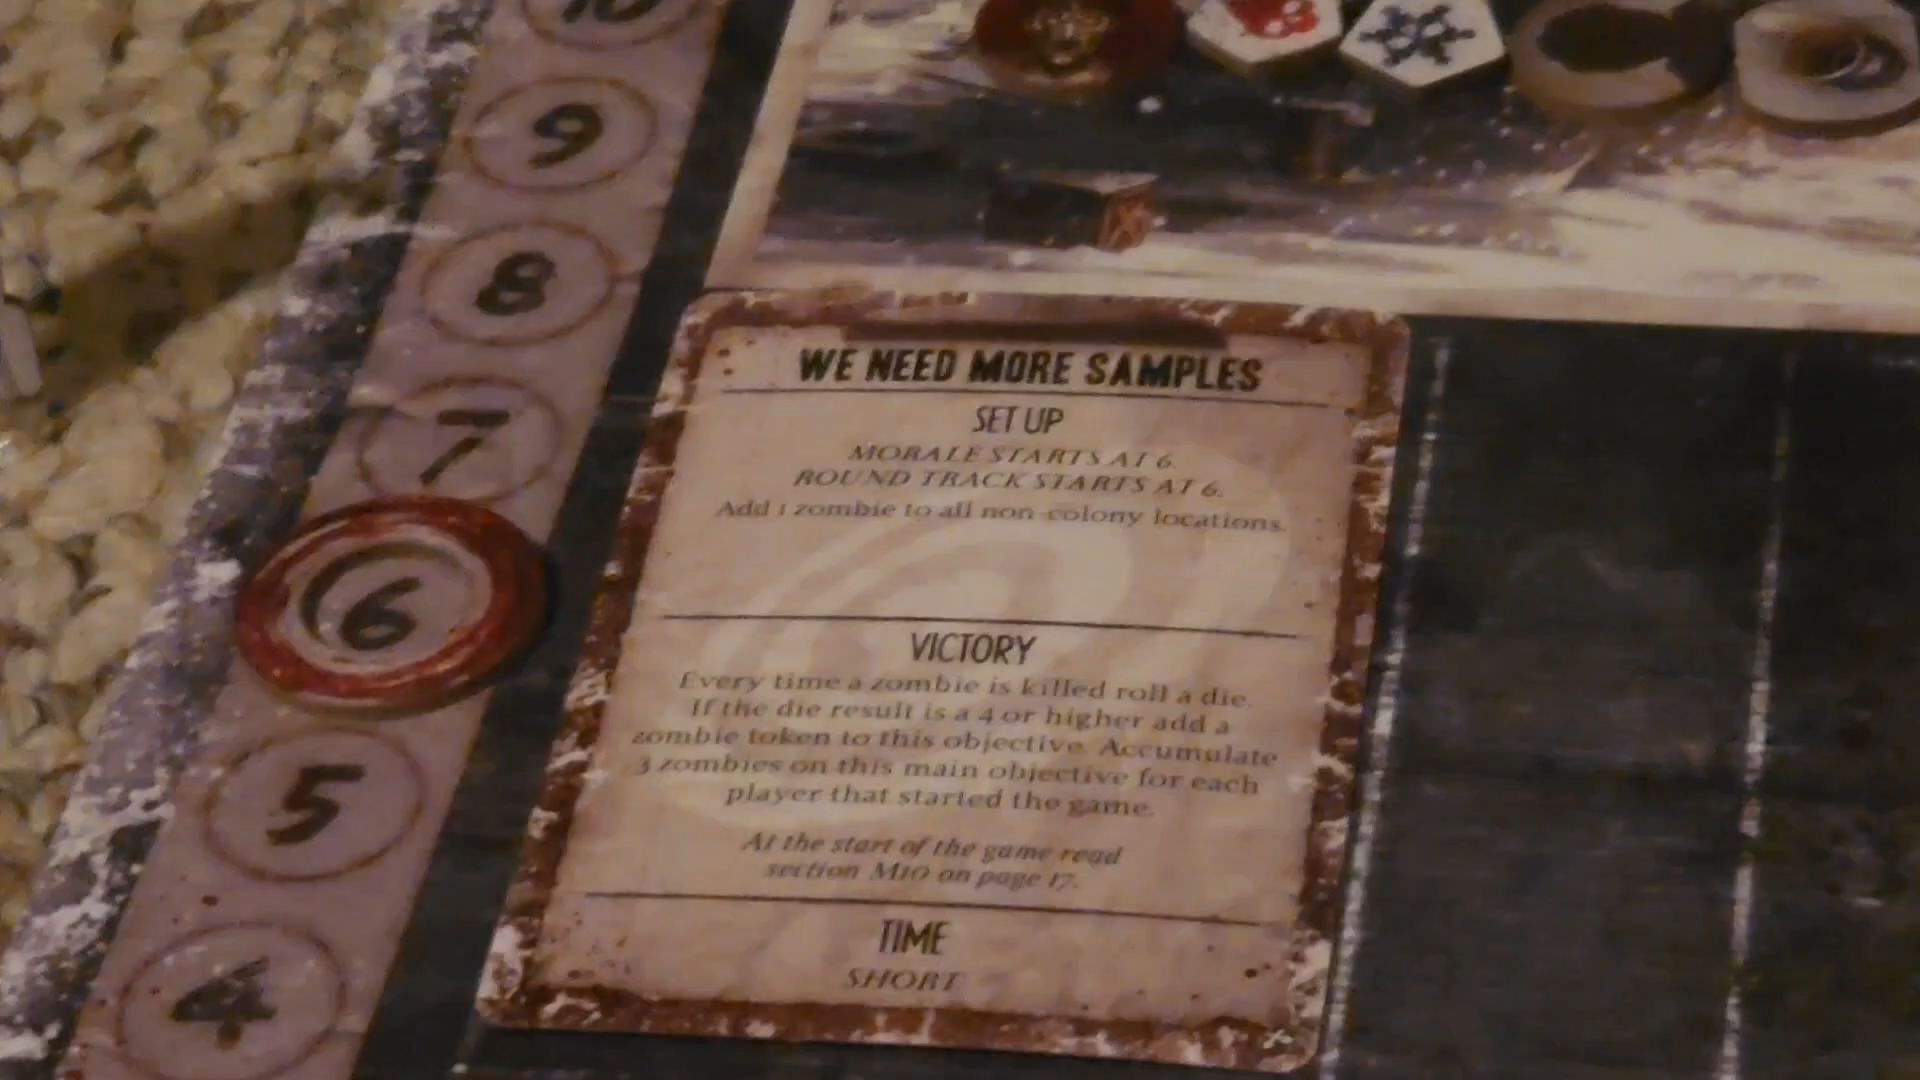 10
9
8
7
6
5
4
WE NEED MORE SAMPLES
SET UP
MORALE STARTS AT 6.
ROUND TRACK STARTS AT 6.
Add 1 zombie to all non-colony locations.
VICTORY
Every time a zombie is killed roll a die.
If the die result is a 4 or higher add a
zombie token to this objective. Accumulate
3 zombies on this main objective for each
player that started the game.
At the start of the game read
section M10 on page 17.
TIME
SHORT